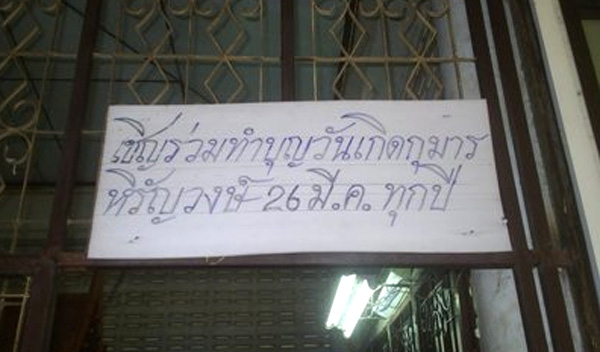 เชิญร่วมทำบุญวันเกิดกุมาร
หิรัญวงษ์ 26 มี.ค. ทุกปี